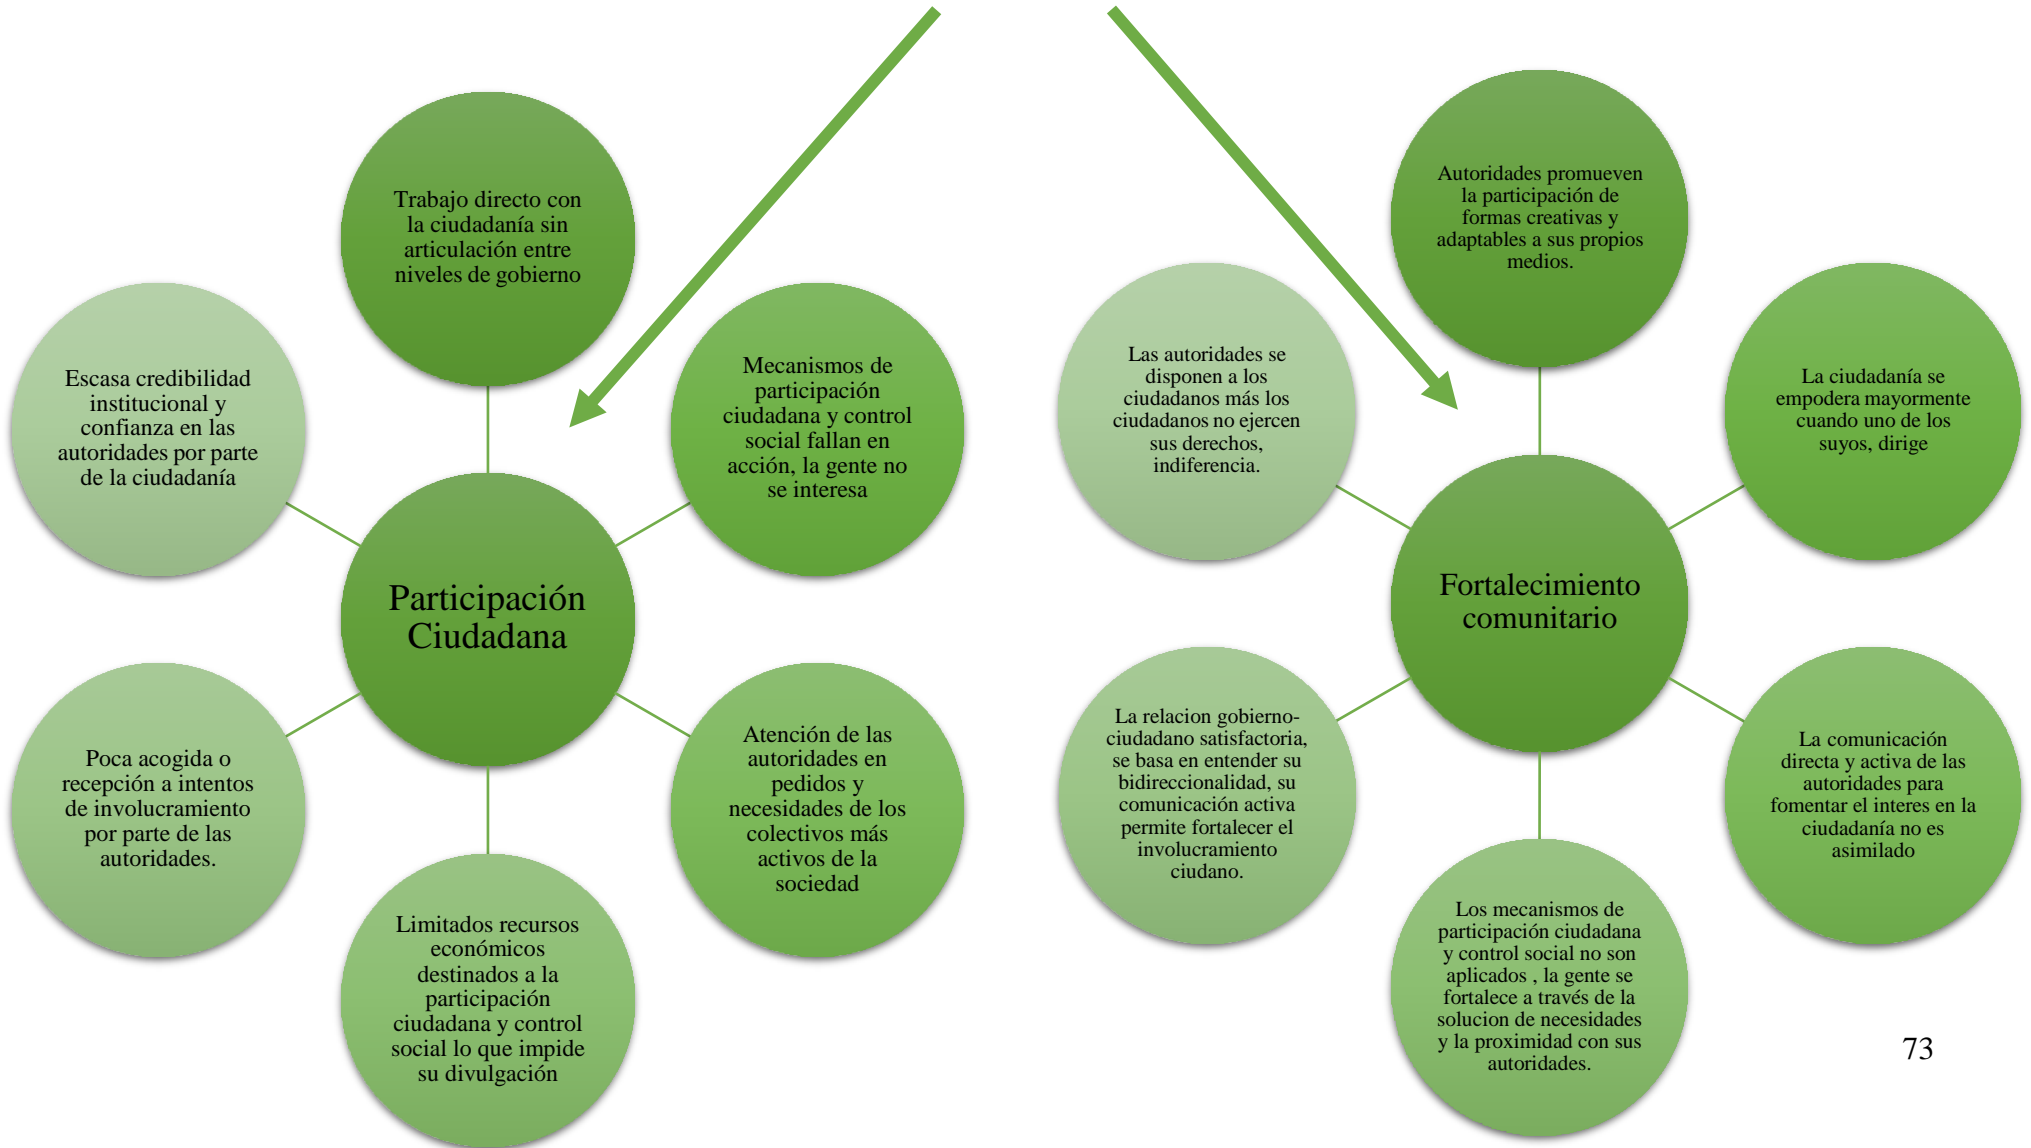 Trabajo directo con
la ciudadanía sin
articulación entre
niveles de gobierno
Mecanismos de
participación
ciudadana y control
social fallan en
acción, la gente no
se interesa
Atención de las
autoridades en
pedidos y
necesidades de los
colectivos más
activos de la
sociedad
Limitados recursos
económicos
destinados a la
participación
ciudadana y control
social lo que impide
su divulgación
Poca acogida o
recepción a intentos
de involucramiento
por parte de las
autoridades.
Escasa credibilidad
institucional y
confianza en las
autoridades por parte
de la ciudadanía
Participación
Ciudadana
Autoridades promueven
la participación de
formas creativas y
adaptables a sus propios
medios.
La ciudadanía se
empodera mayormente
cuando uno de los
suyos, dirige
La comunicación
directa y activa de las
autoridades para
fomentar el interes en la
ciudadanía no es
asimilado
Los mecanismos de
participación ciudadana
y control social no son
aplicados , la gente se
fortalece a través de la
solucion de necesidades
y la proximidad con sus
autoridades.
La relacion gobierno-
ciudadano satisfactoria,
se basa en entender su
bidireccionalidad, su
comunicación activa
permite fortalecer el
involucramiento
ciudano.
Las autoridades se
disponen a los
ciudadanos más los
ciudadanos no ejercen
sus derechos,
indiferencia.
Fortalecimiento
comunitario
73